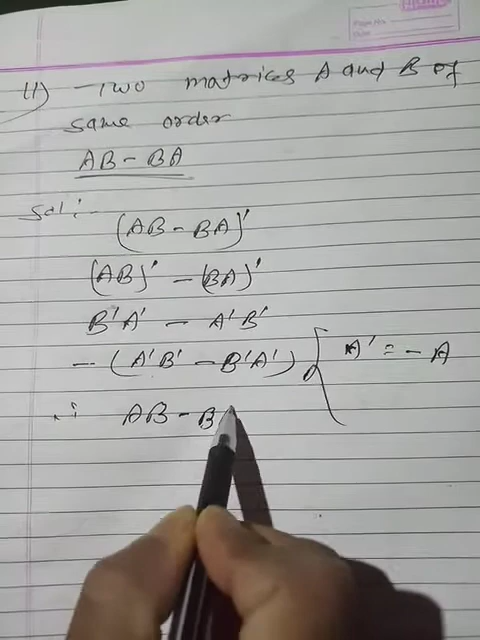 11) Two matrices A and B of
same order
AB - BA
Sol :-
(AB - BA)'
(AB)' - (BA)'
B'A' - A'B'
- (A'B' - B'A') } A' = - A
∴ AB - B